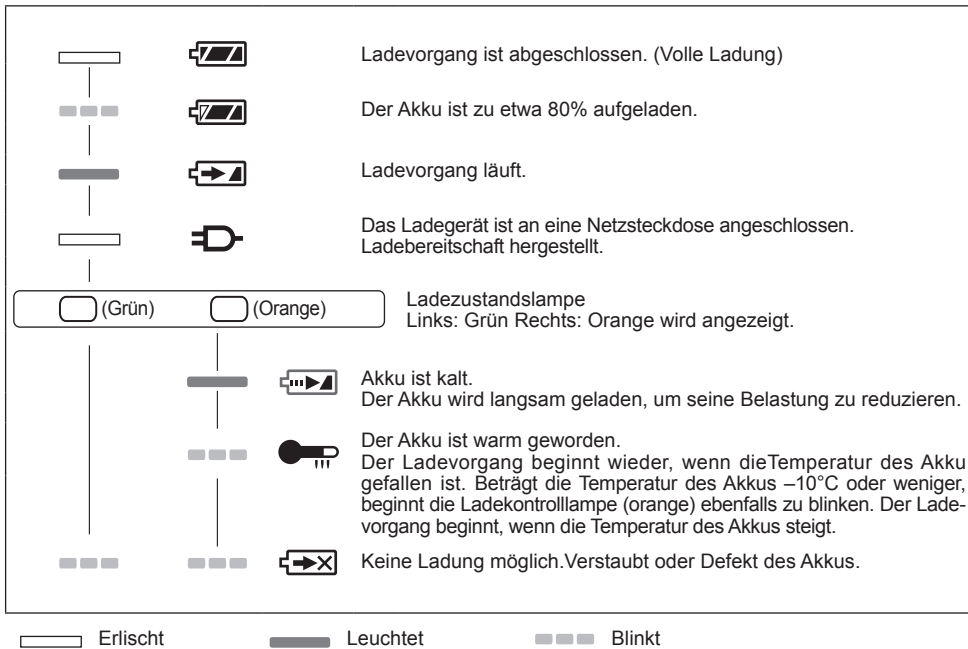 Ladevorgang ist abgeschlossen. (Volle Ladung)
Der Akku ist zu etwa 80% aufgeladen.
Ladevorgang läuft.
Das Ladegerät ist an eine Netzsteckdose angeschlossen.
Ladebereitschaft hergestellt.
(Grün) (Orange) Ladezustandslampe
Links: Grün Rechts: Orange wird angezeigt.
Akku ist kalt.
Der Akku wird langsam geladen, um seine Belastung zu reduzieren.
Der Akku ist warm geworden.
Der Ladevorgang beginnt wieder, wenn dieTemperatur des Akku
gefallen ist. Beträgt die Temperatur des Akkus –10°C oder weniger,
beginnt die Ladekontrolllampe (orange) ebenfalls zu blinken. Der Lade-
vorgang beginnt, wenn die Temperatur des Akkus steigt.
Keine Ladung möglich.Verstaubt oder Defekt des Akkus.
Erlischt Leuchtet Blinkt